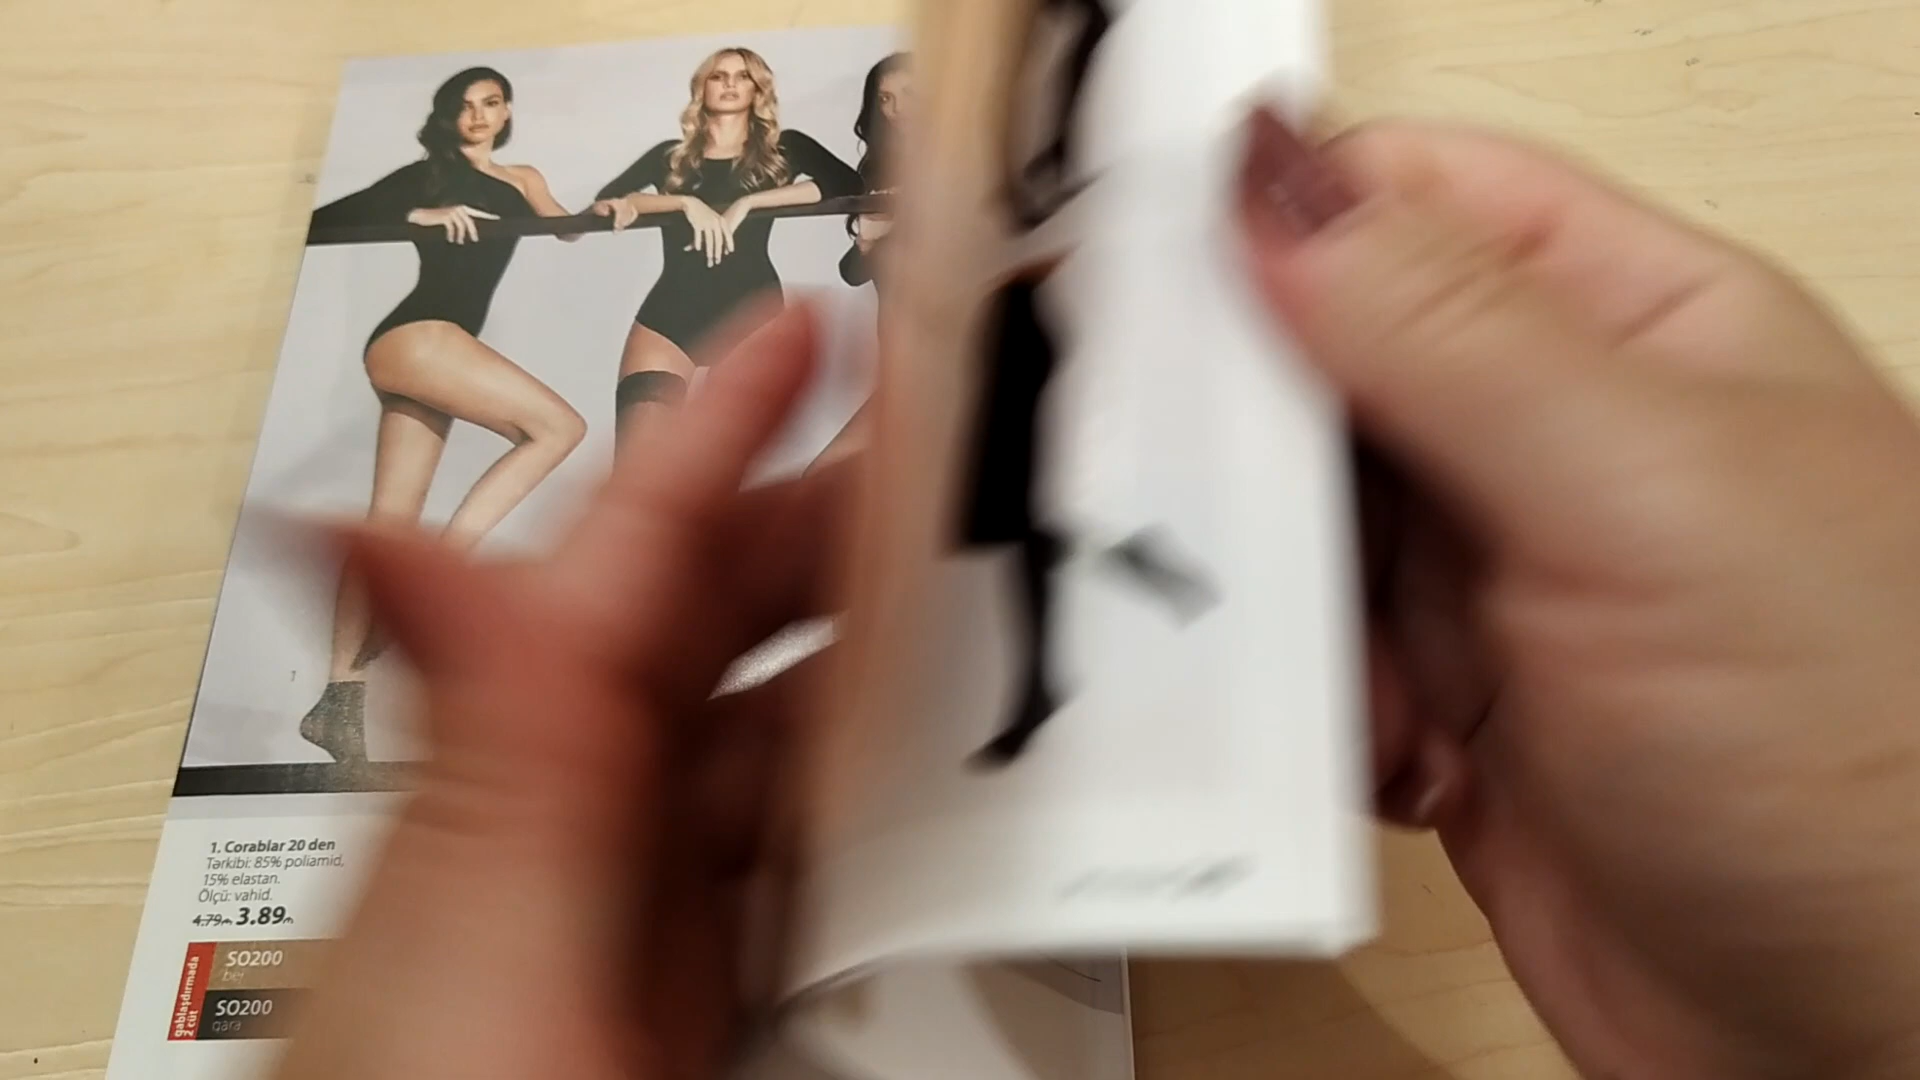 1
1. Corablar 20 den
Tərkibi: 85% poliamid,
15% elastan.
Ölçü: vahid.
4.79₼ 3.89₼
qablaşdırmada
2 cüt
SO200
bej
SO200
qara